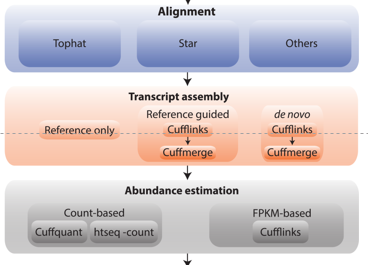 Alignment
Tophat Star Others
Transcript assembly
Reference guided de novo
Reference only Cufflinks Cufflinks
Cuffmerge Cuffmerge
Abundance estimation
Count-based FPKM-based
Cuffquant htseq -count Cufflinks